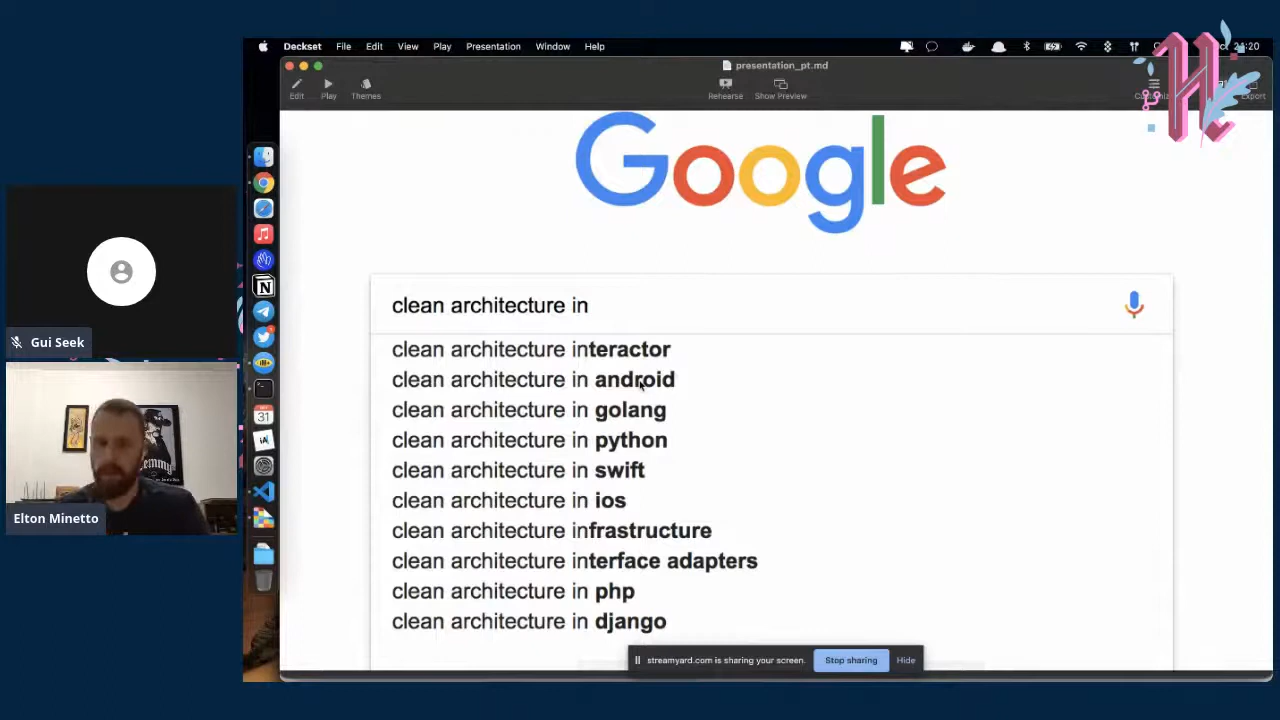 Deckset File Edit View Play Presentation Window Help
presentation_pt.md
Edit Play Themes Rehearse Show Preview
Google
clean architecture in
clean architecture interactor
clean architecture in android
clean architecture in golang
clean architecture in python
clean architecture in swift
clean architecture in ios
clean architecture infrastructure
clean architecture interface adapters
clean architecture in php
clean architecture in django
streamyard.com is sharing your screen. Stop sharing Hide
Gui Seek
Elton Minetto
31